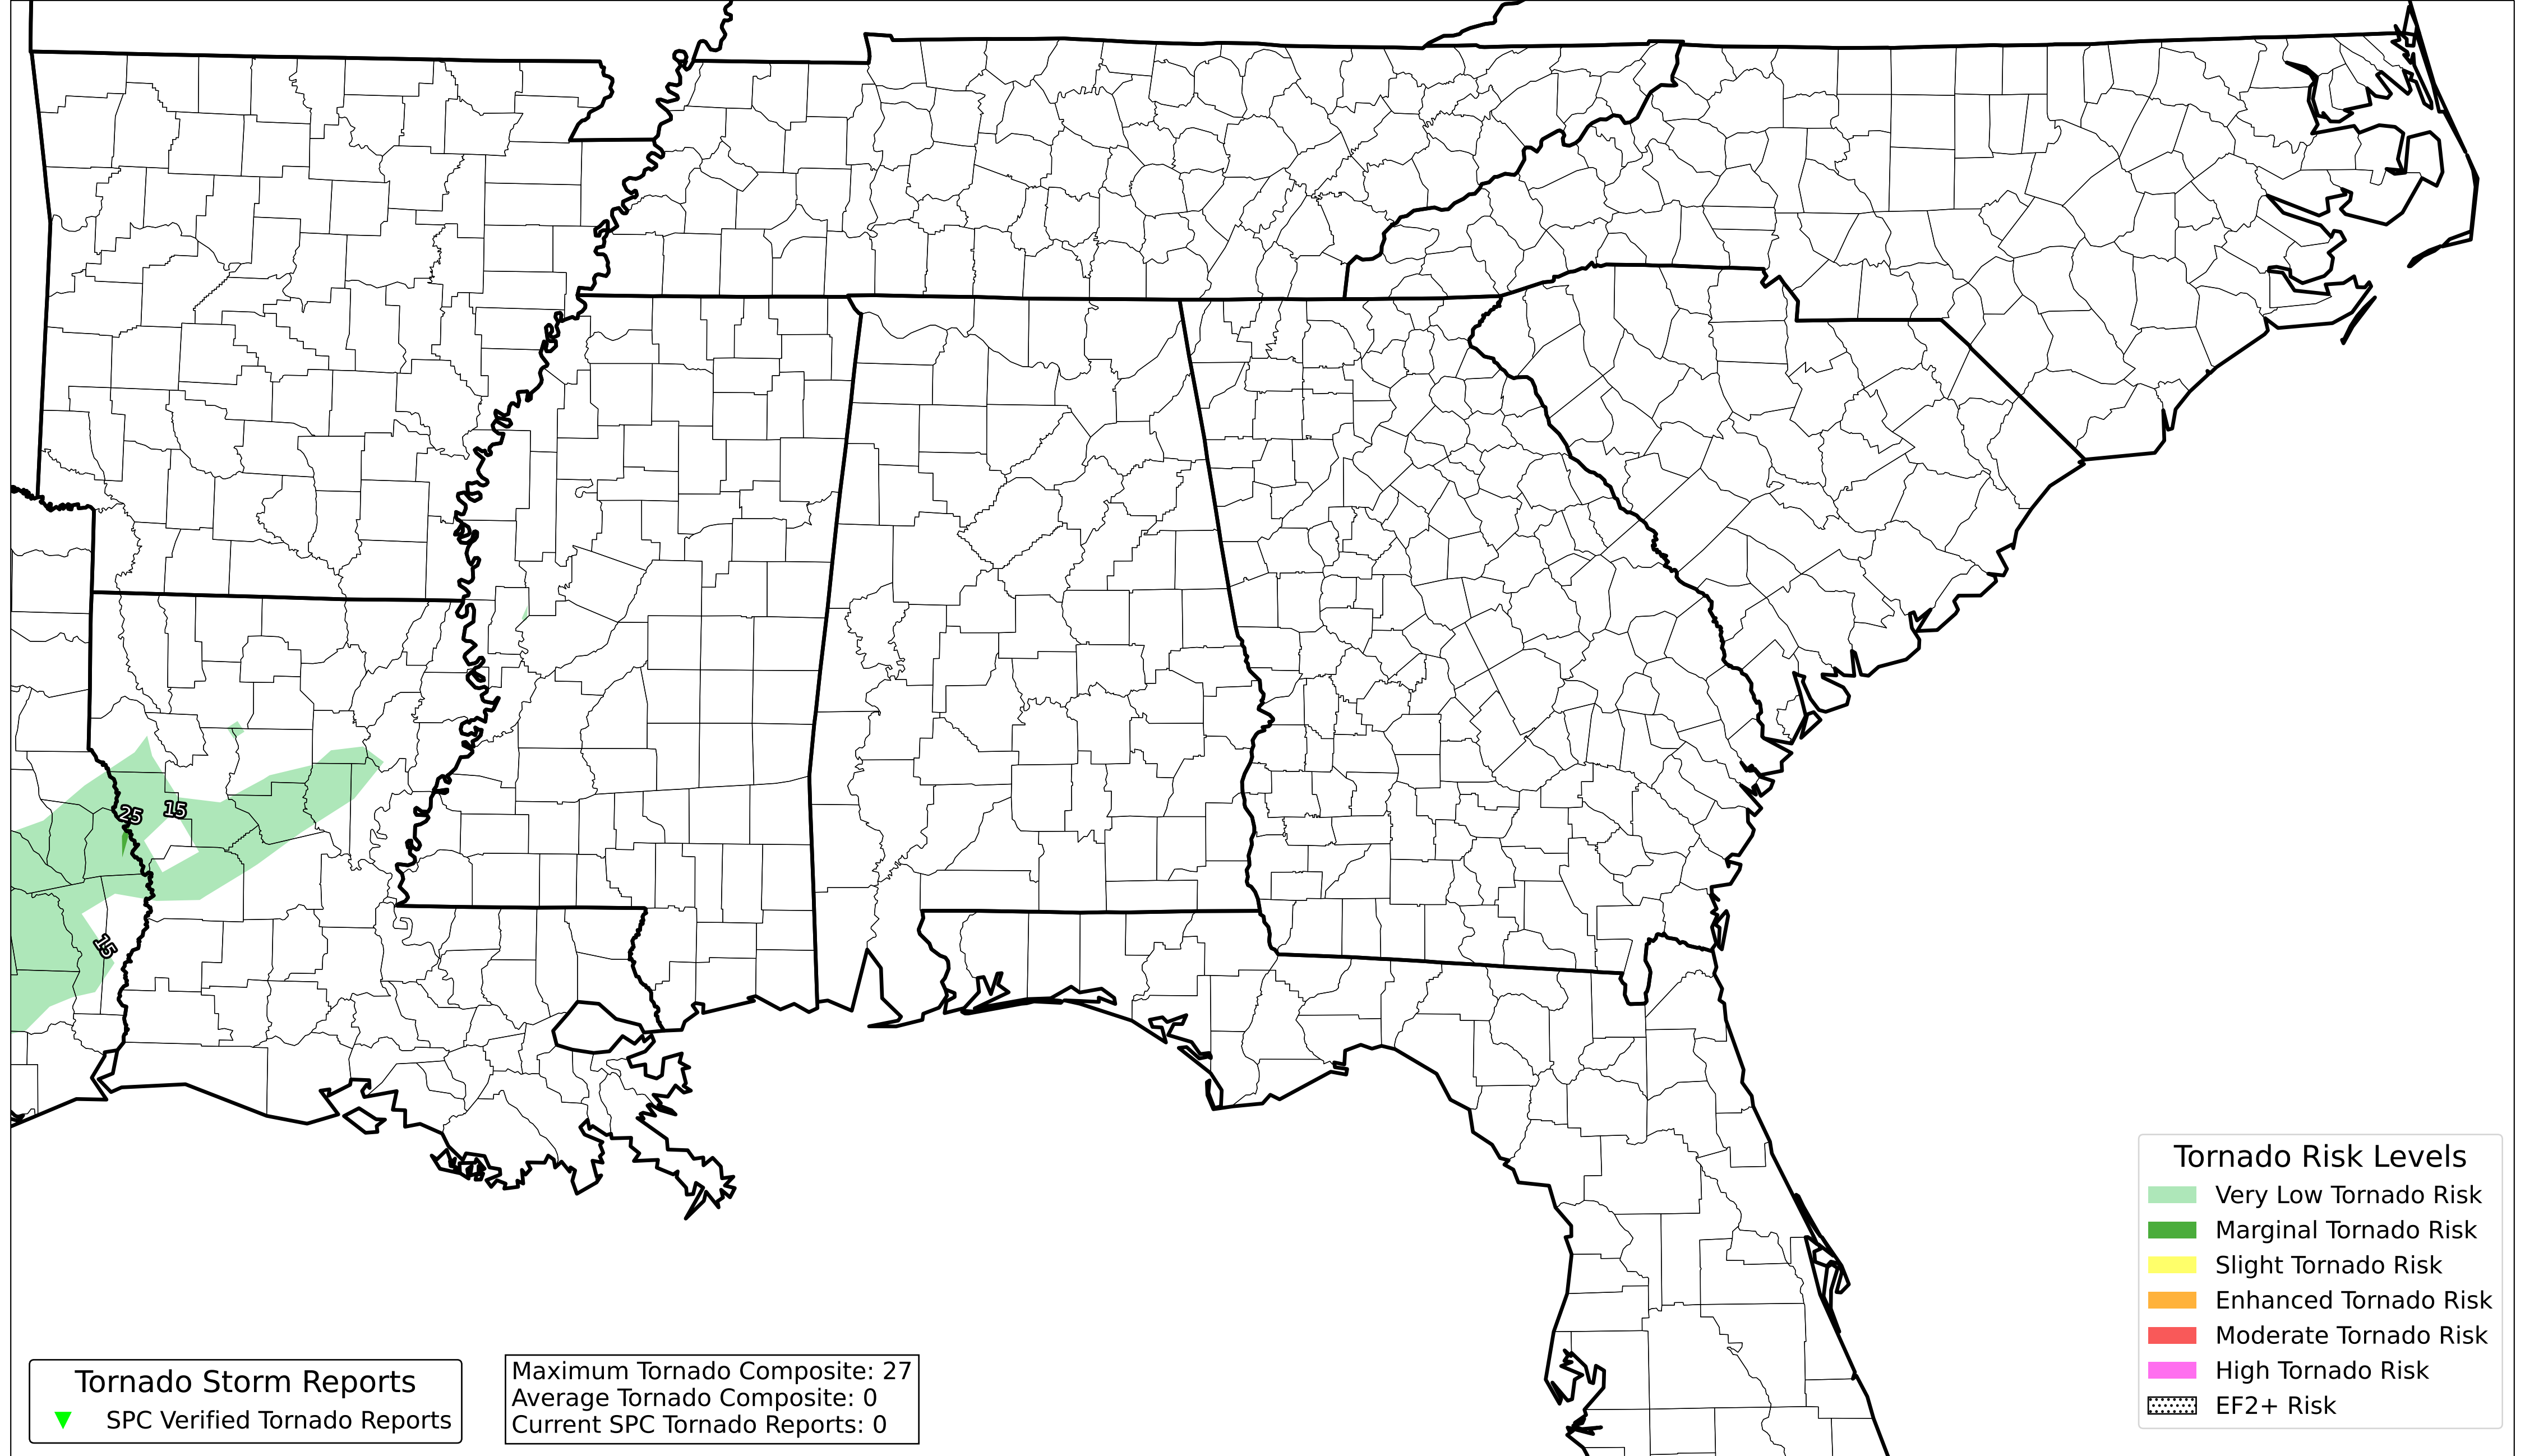 25
15
15
Tornado Storm Reports
SPC Verified Tornado Reports
Maximum Tornado Composite: 27
Average Tornado Composite: 0
Current SPC Tornado Reports: 0
Tornado Risk Levels
Very Low Tornado Risk
Marginal Tornado Risk
Slight Tornado Risk
Enhanced Tornado Risk
Moderate Tornado Risk
High Tornado Risk
EF2+ Risk